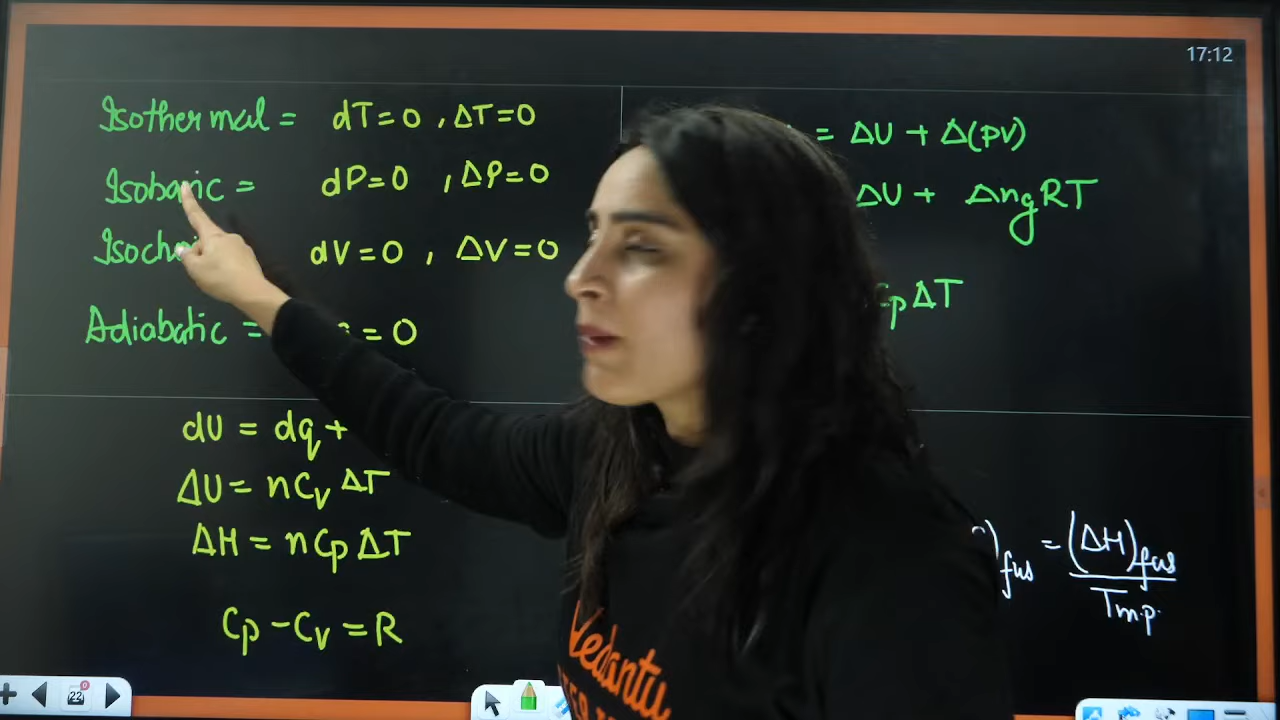 17:12
Isothermal = dT=0 , ΔT=0
Isobaric = dP=0 , ΔP=0
dV=0 , ΔV=0
Adiabatic = = 0
dU = dq +
ΔU = nCv ΔT
ΔH = nCp ΔT
Cp - Cv = R
= ΔU + Δ(PV)
ΔU + ΔngRT
Cp ΔT
)fus = (ΔH)fus
Tm.p.
Vedantu
22